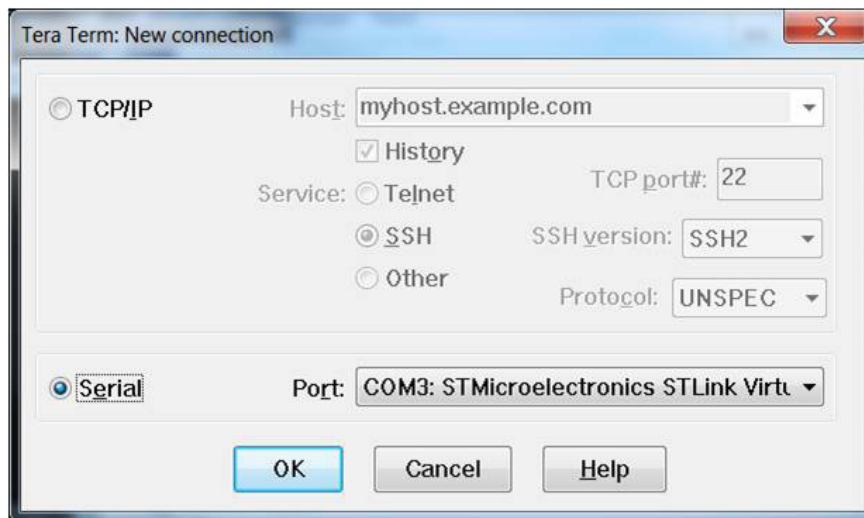 Tera Term: New connection
TCP/IP
Host: myhost.example.com
History
Service: Telnet
TCP port#: 22
SSH
SSH version: SSH2
Other
Protocol: UNSPEC
Serial
Port: COM3: STMicroelectronics STLink Virtu
OK
Cancel
Help